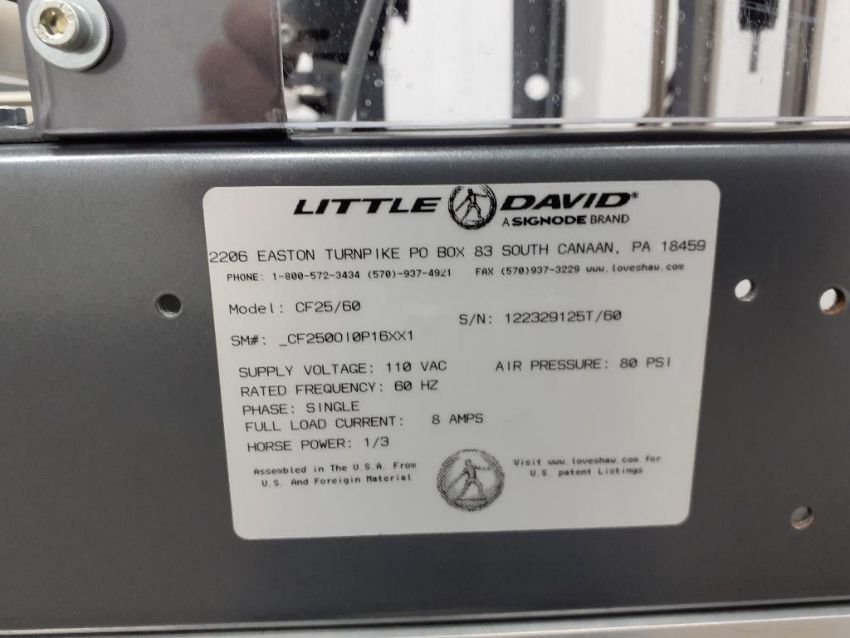 LITTLE DAVID®
A SIGNODE BRAND
2206 EASTON TURNPIKE PO BOX 83 SOUTH CANAAN, PA 18459
PHONE: 1-800-572-3434 (570)-937-4921 FAX (570)937-3229 www.loveshaw.com
Model: CF25/60
S/N: 122329125T/60
SM#: _CF250OI0P16XX1
SUPPLY VOLTAGE: 110 VAC AIR PRESSURE: 80 PSI
RATED FREQUENCY: 60 HZ
PHASE: SINGLE
FULL LOAD CURRENT: 8 AMPS
HORSE POWER: 1/3
Assembled in The U.S.A. From
U.S. And Foreigin Material
Visit www.loveshaw.com for
U.S. patent Listings